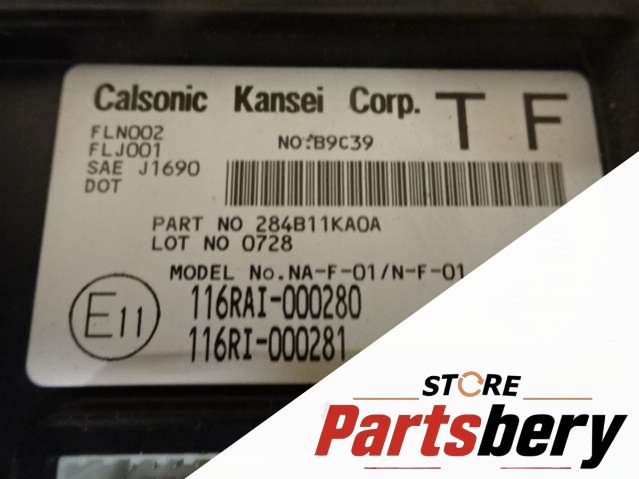 Calsonic Kansei Corp. T F
FLN002
FLJ001
NO:B9C39
SAE J1690
DOT
PART NO 284B11KA0A
LOT NO 0728
MODEL No.NA-F-01/N-F-01
E11
116RAI-000280
116RI-000281
STORE
Partsbery